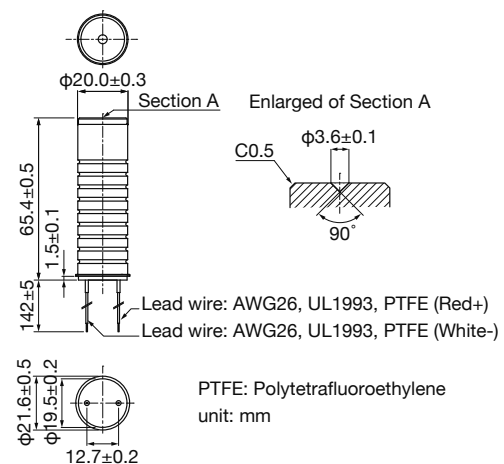 φ20.0±0.3
Section A
Enlarged of Section A
φ3.6±0.1
C0.5
90°
65.4±0.5
1.5±0.1
142±5
Lead wire: AWG26, UL1993, PTFE (Red+)
Lead wire: AWG26, UL1993, PTFE (White-)
φ21.6±0.5
φ19.5±0.2
12.7±0.2
PTFE: Polytetrafluoroethylene
unit: mm